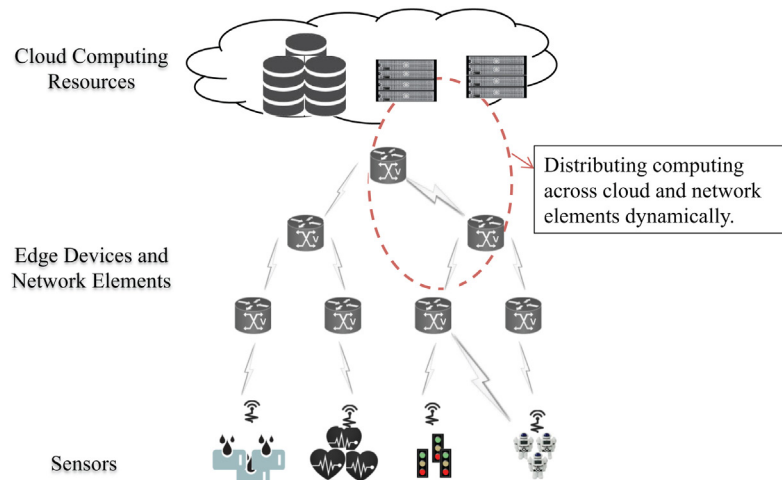 Cloud Computing
Resources
Distributing computing
across cloud and network
elements dynamically.
Edge Devices and
Network Elements
Sensors
V
V
V
V
V
V
V